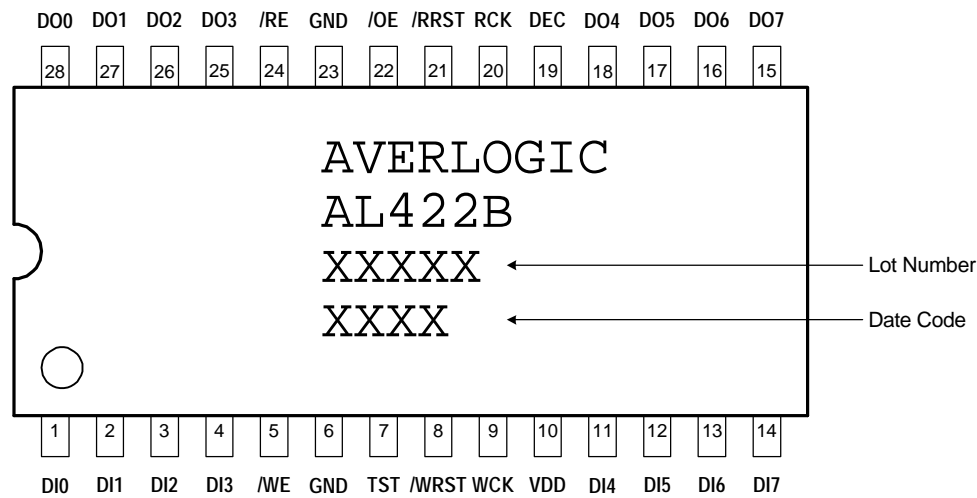 DO0 DO1 DO2 DO3 /RE GND /OE /RRST RCK DEC DO4 DO5 DO6 DO7
28 27 26 25 24 23 22 21 20 19 18 17 16 15
AVERLOGIC
AL422B
XXXXX
Lot Number
XXXX
Date Code
1 2 3 4 5 6 7 8 9 10 11 12 13 14
DI0 DI1 DI2 DI3 /WE GND TST /WRST WCK VDD DI4 DI5 DI6 DI7